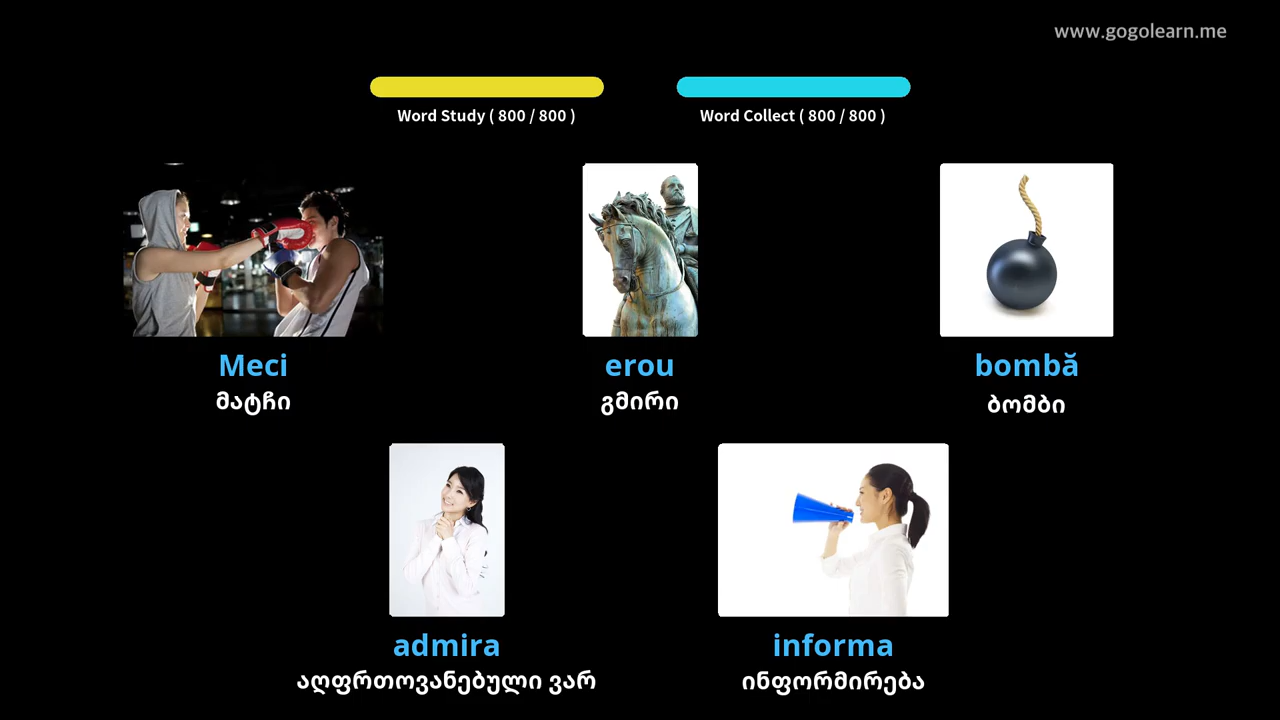 www.gogolearn.me
Word Study ( 800 / 800 )
Word Collect ( 800 / 800 )
Meci
მატჩი
erou
გმირი
bombă
ბომბი
admira
აღფრთოვანებული ვარ
informa
ინფორმირება